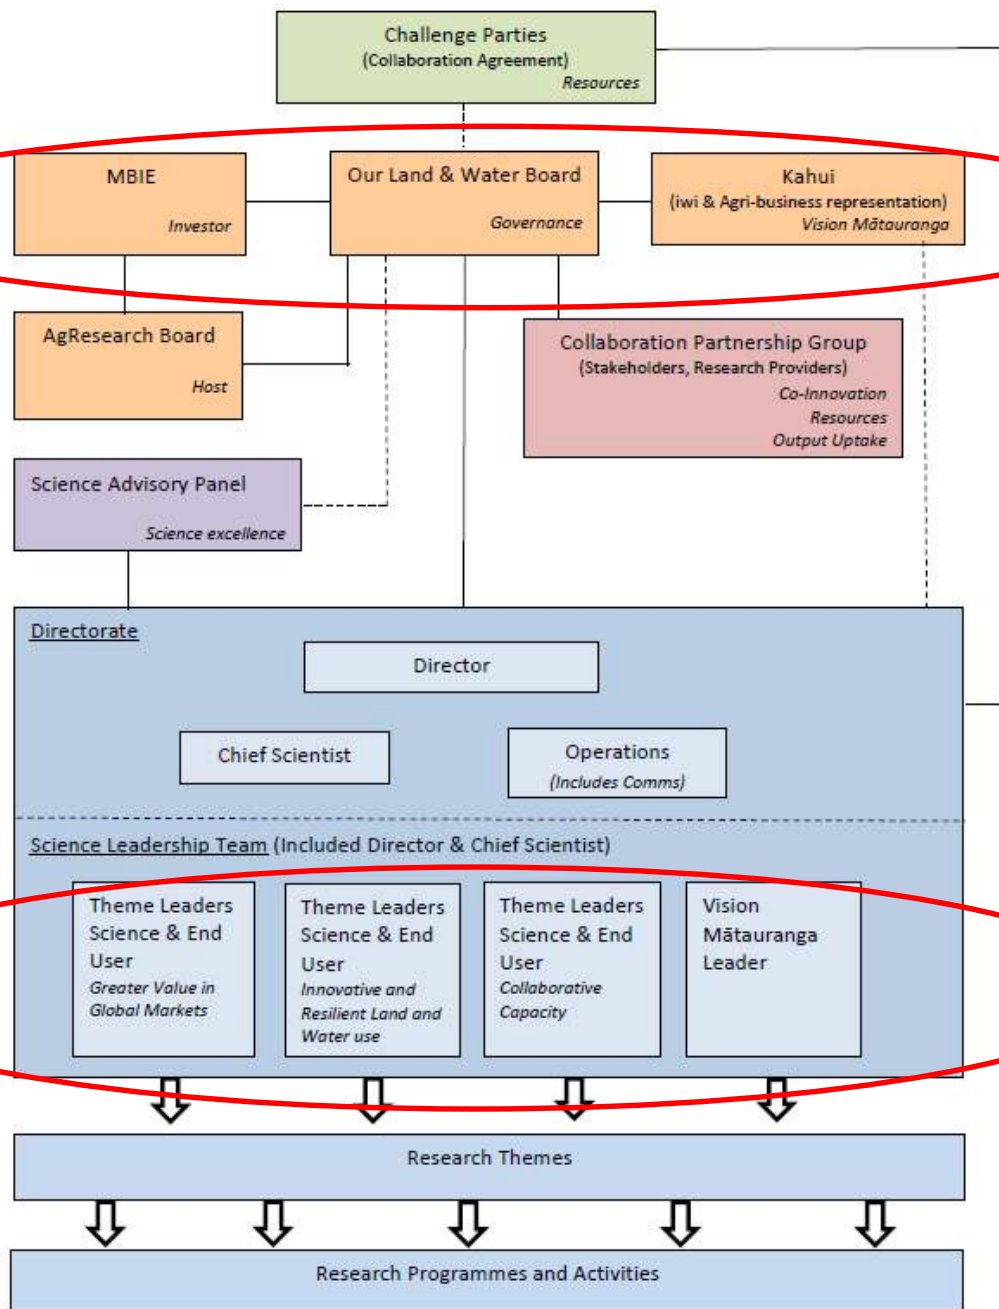 Challenge Parties
(Collaboration Agreement)
Resources
MBIE
Investor
Our Land & Water Board
Governance
Kahui
(iwi & Agri-business representation)
Vision Mātauranga
AgResearch Board
Host
Collaboration Partnership Group
(Stakeholders, Research Providers)
Co-Innovation
Resources
Output Uptake
Science Advisory Panel
Science excellence
Directorate
Director
Chief Scientist
Operations
(Includes Comms)
Science Leadership Team (Included Director & Chief Scientist)
Theme Leaders
Science & End
User
Greater Value in
Global Markets
Theme Leaders
Science & End
User
Innovative and
Resilient Land and
Water use
Theme Leaders
Science & End
User
Collaborative
Capacity
Vision
Mātauranga
Leader
Research Themes
Research Programmes and Activities